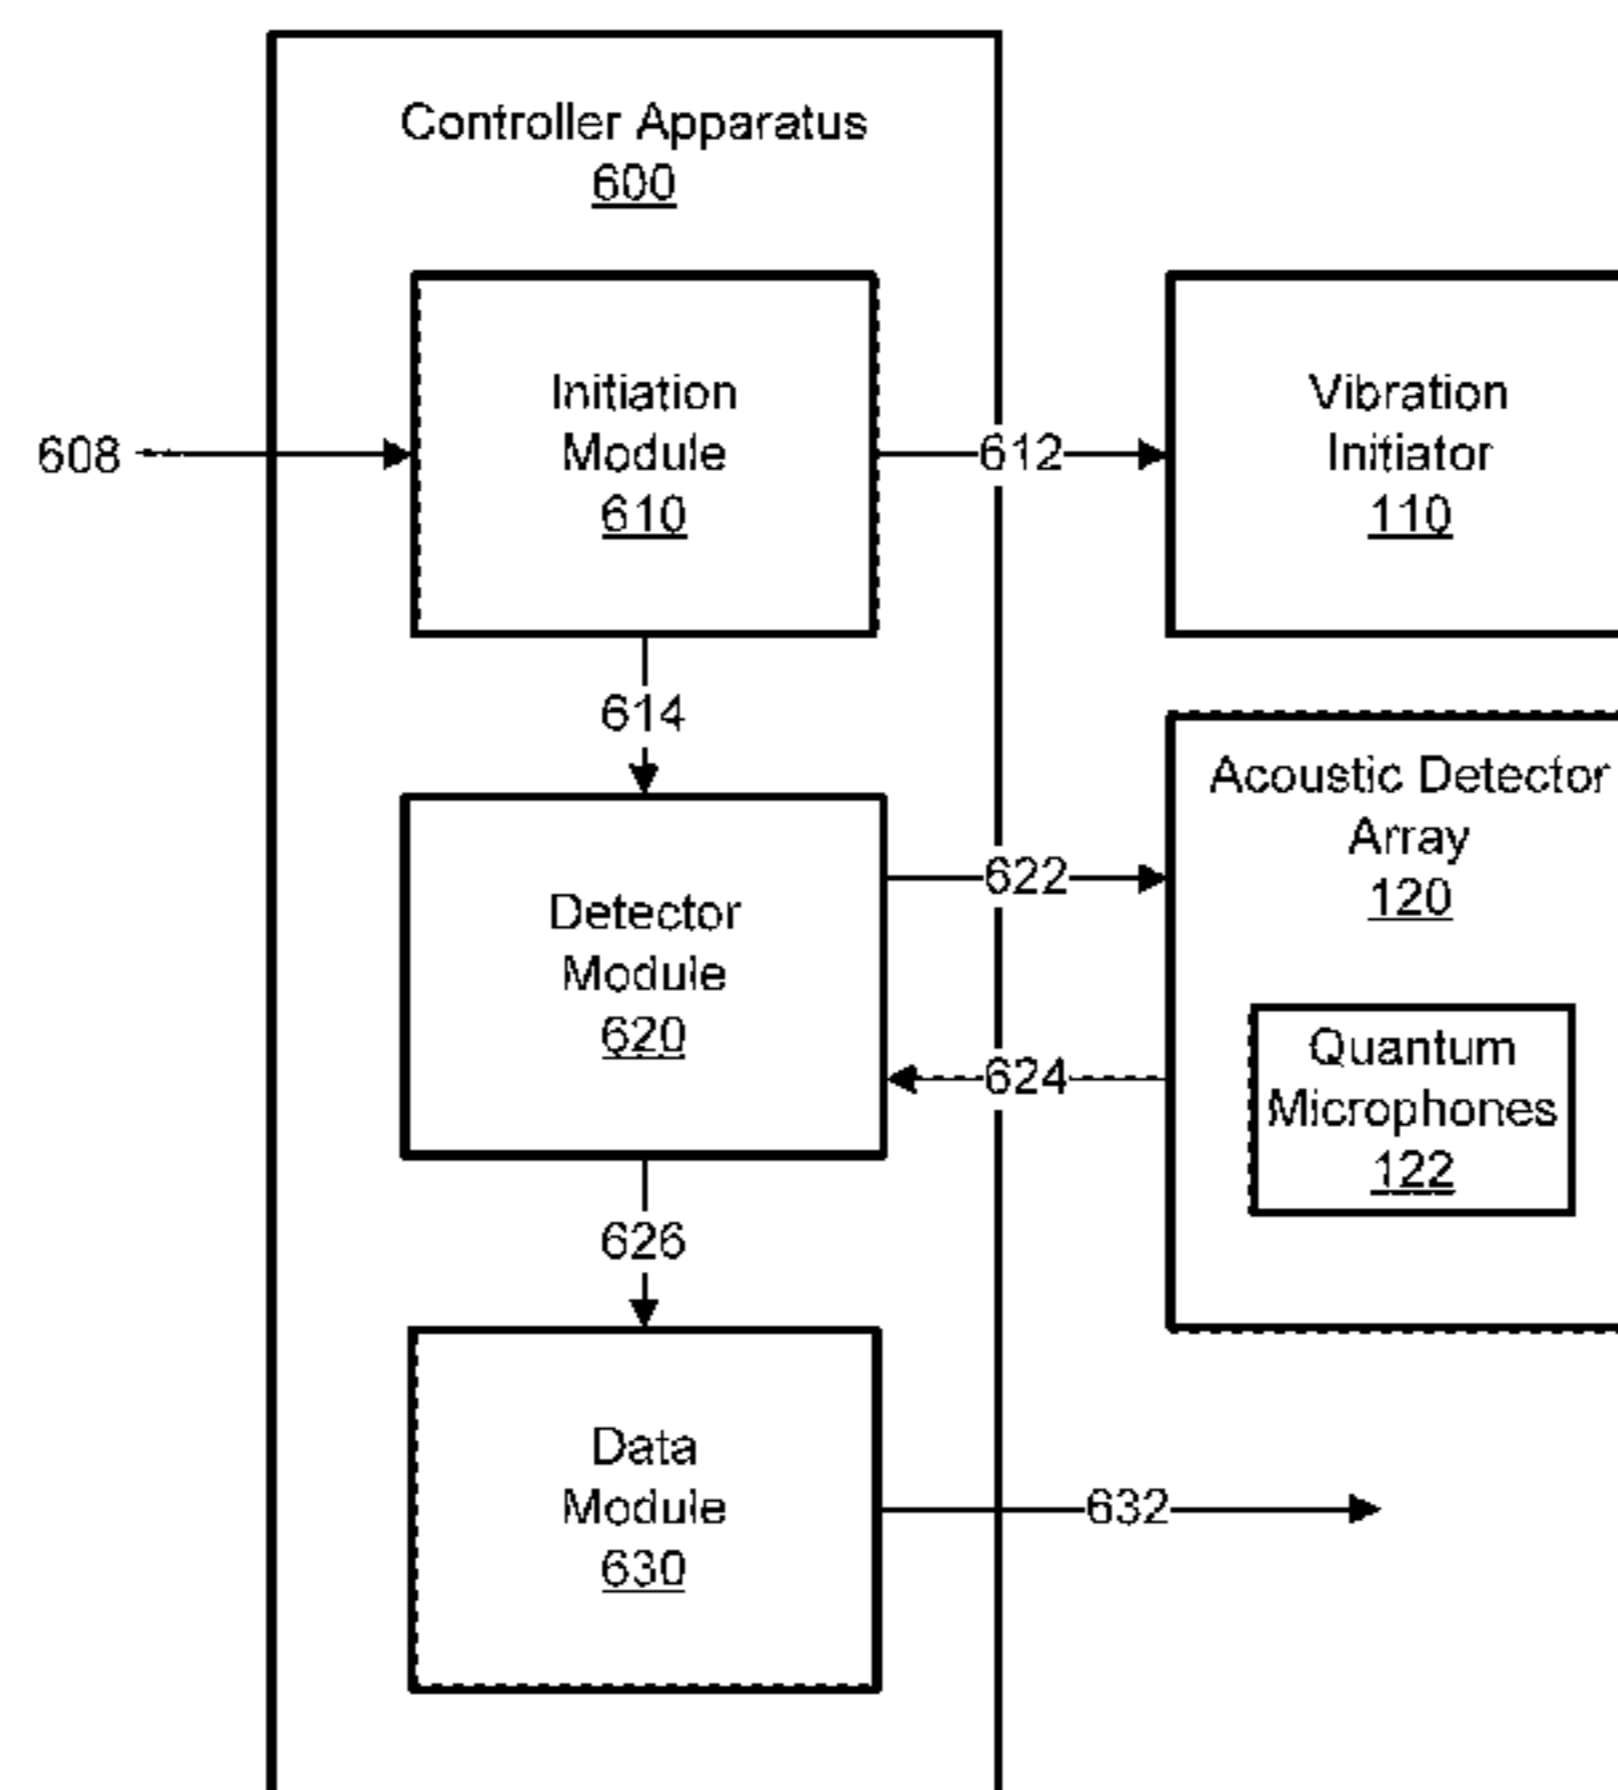 Controller Apparatus
600
608
Initiation
Module
610
612
Vibration
Initiator
110
614
Detector
Module
620
622
624
Acoustic Detector
Array
120
Quantum
Microphones
122
626
Data
Module
630
632